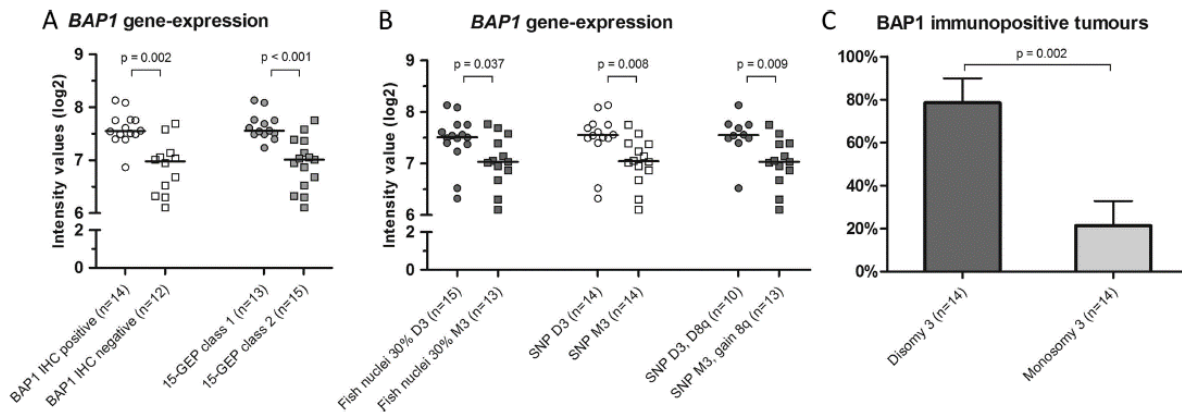 A BAP1 gene-expression
Intensity values (log2)
9
8
7
6
2
0
p = 0.002
p < 0.001
BAP1 IHC positive (n=14)
BAP1 IHC negative (n=12)
15-GEP class 1 (n=13)
15-GEP class 2 (n=15)
B BAP1 gene-expression
Intensity value (log2)
9
8
7
6
2
0
p = 0.037
p = 0.008
p = 0.009
Fish nuclei 30% D3 (n=15)
Fish nuclei 30% M3 (n=13)
SNP D3 (n=14)
SNP M3 (n=14)
SNP D3, D8q (n=10)
SNP M3, gain 8q (n=13)
C BAP1 immunopositive tumours
100%
80%
60%
40%
20%
0%
p = 0.002
Disomy 3 (n=14)
Monosomy 3 (n=14)